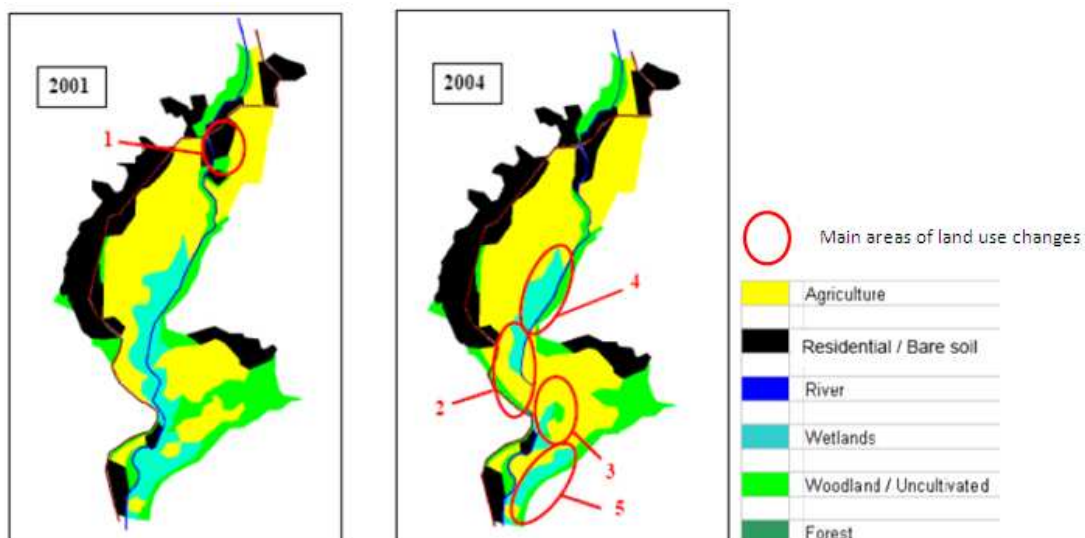 2001
1
2004
4
2
3
5
Main areas of land use changes
Agriculture
Residential / Bare soil
River
Wetlands
Woodland / Uncultivated
Forest